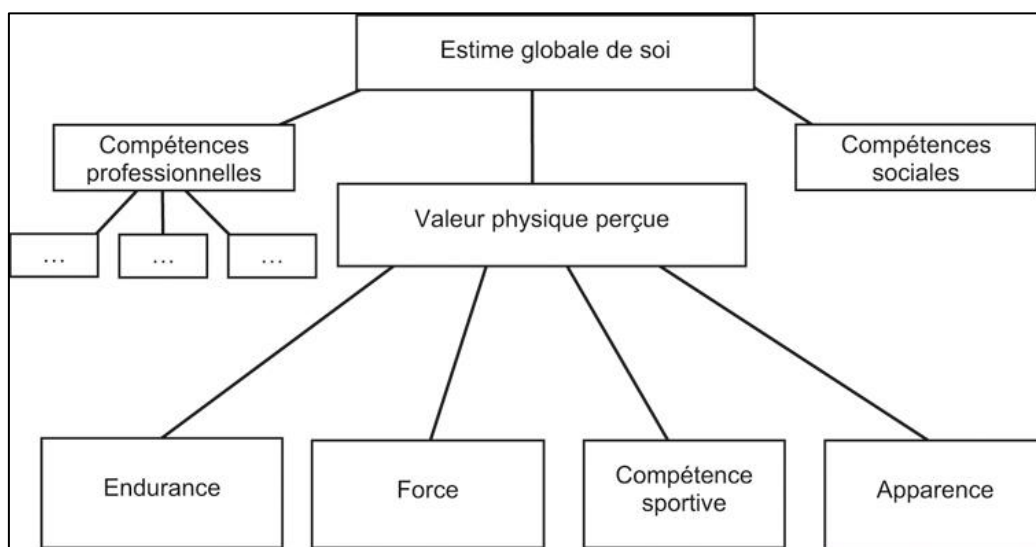 Estime globale de soi
Compétences
professionnelles
Compétences
sociales
Valeur physique perçue
...
...
...
Endurance
Force
Compétence
sportive
Apparence